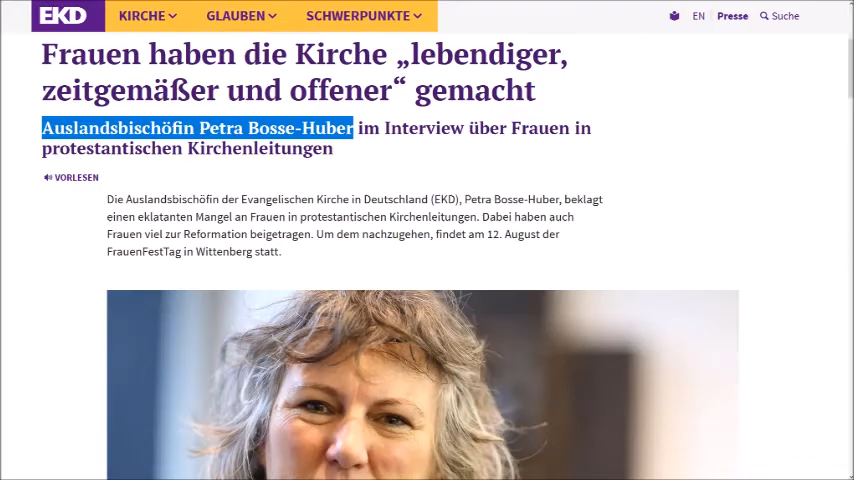 EKD KIRCHE GLAUBEN SCHWERPUNKTE EN Presse Suche
Frauen haben die Kirche „lebendiger,
zeitgemäßer und offener“ gemacht
Auslandsbischöfin Petra Bosse-Huber im Interview über Frauen in
protestantischen Kirchenleitungen
VORLESEN
Die Auslandsbischöfin der Evangelischen Kirche in Deutschland (EKD), Petra Bosse-Huber, beklagt
einen eklatanten Mangel an Frauen in protestantischen Kirchenleitungen. Dabei haben auch
Frauen viel zur Reformation beigetragen. Um dem nachzugehen, findet am 12. August der
FrauenFestTag in Wittenberg statt.